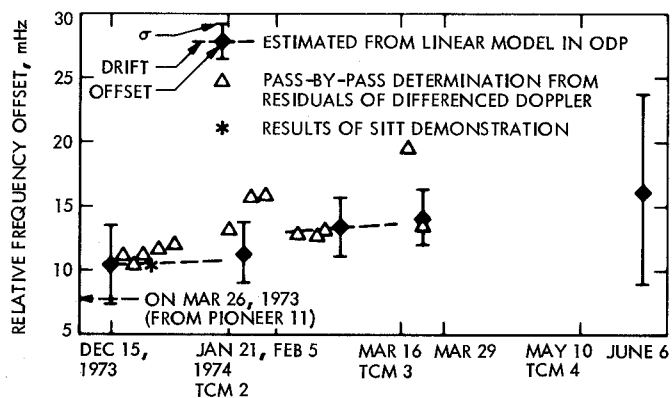 RELATIVE FREQUENCY OFFSET, mHz
30
25
20
15
10
5
σ
DRIFT
OFFSET
ESTIMATED FROM LINEAR MODEL IN ODP
PASS-BY-PASS DETERMINATION FROM
RESIDUALS OF DIFFERENCED DOPPLER
RESULTS OF SITT DEMONSTRATION
ON MAR 26, 1973
(FROM PIONEER 11)
DEC 15,
1973
JAN 21,
1974
TCM 2
FEB 5
MAR 16
TCM 3
MAR 29
MAY 10
TCM 4
JUNE 6